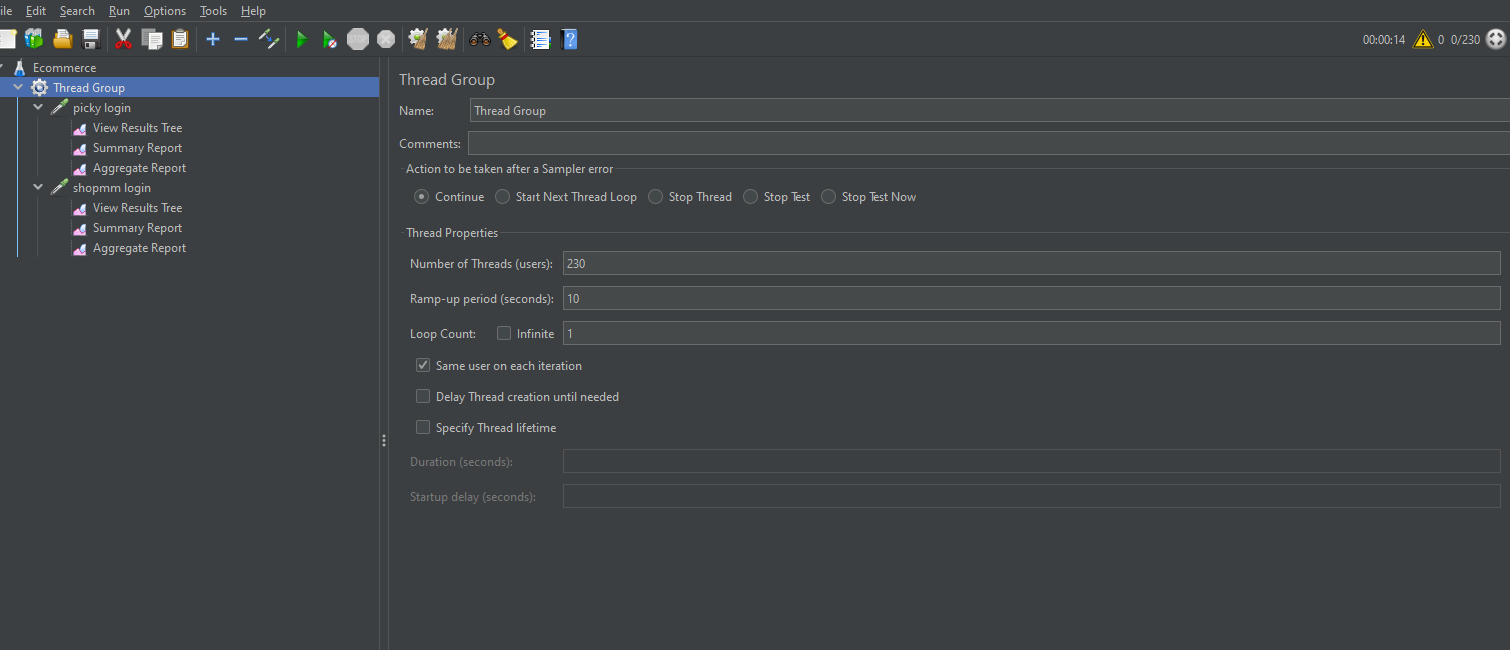 ile Edit Search Run Options Tools Help
00:00:14 0 0/230
Ecommerce
Thread Group
picky login
View Results Tree
Summary Report
Aggregate Report
shopmm login
View Results Tree
Summary Report
Aggregate Report
Thread Group
Name: Thread Group
Comments:
Action to be taken after a Sampler error
Continue Start Next Thread Loop Stop Thread Stop Test Stop Test Now
Thread Properties
Number of Threads (users): 230
Ramp-up period (seconds): 10
Loop Count: Infinite 1
Same user on each iteration
Delay Thread creation until needed
Specify Thread lifetime
Duration (seconds):
Startup delay (seconds):